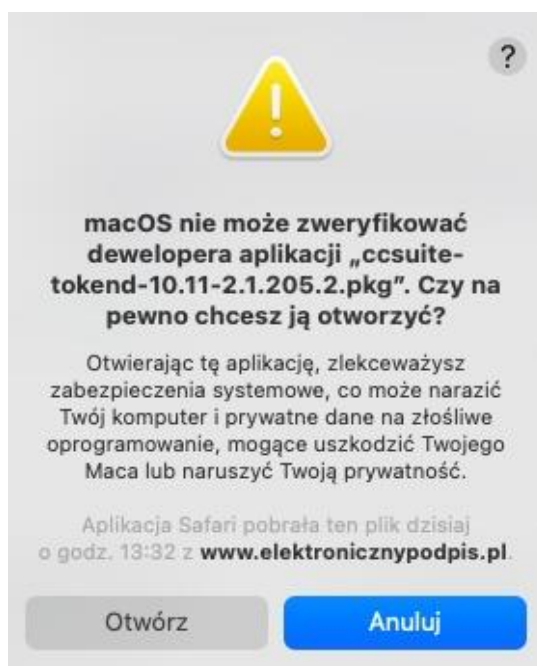 ?
macOS nie może zweryfikować
dewelopera aplikacji „ccsuite-
tokend-10.11-2.1.205.2.pkg”. Czy na
pewno chcesz ją otworzyć?
Otwierając tę aplikację, zlekceważysz
zabezpieczenia systemowe, co może narazić
Twój komputer i prywatne dane na złośliwe
oprogramowanie, mogące uszkodzić Twojego
Maca lub naruszyć Twoją prywatność.
Aplikacja Safari pobrała ten plik dzisiaj
o godz. 13:32 z www.elektronicznypodpis.pl.
Otwórz Anuluj